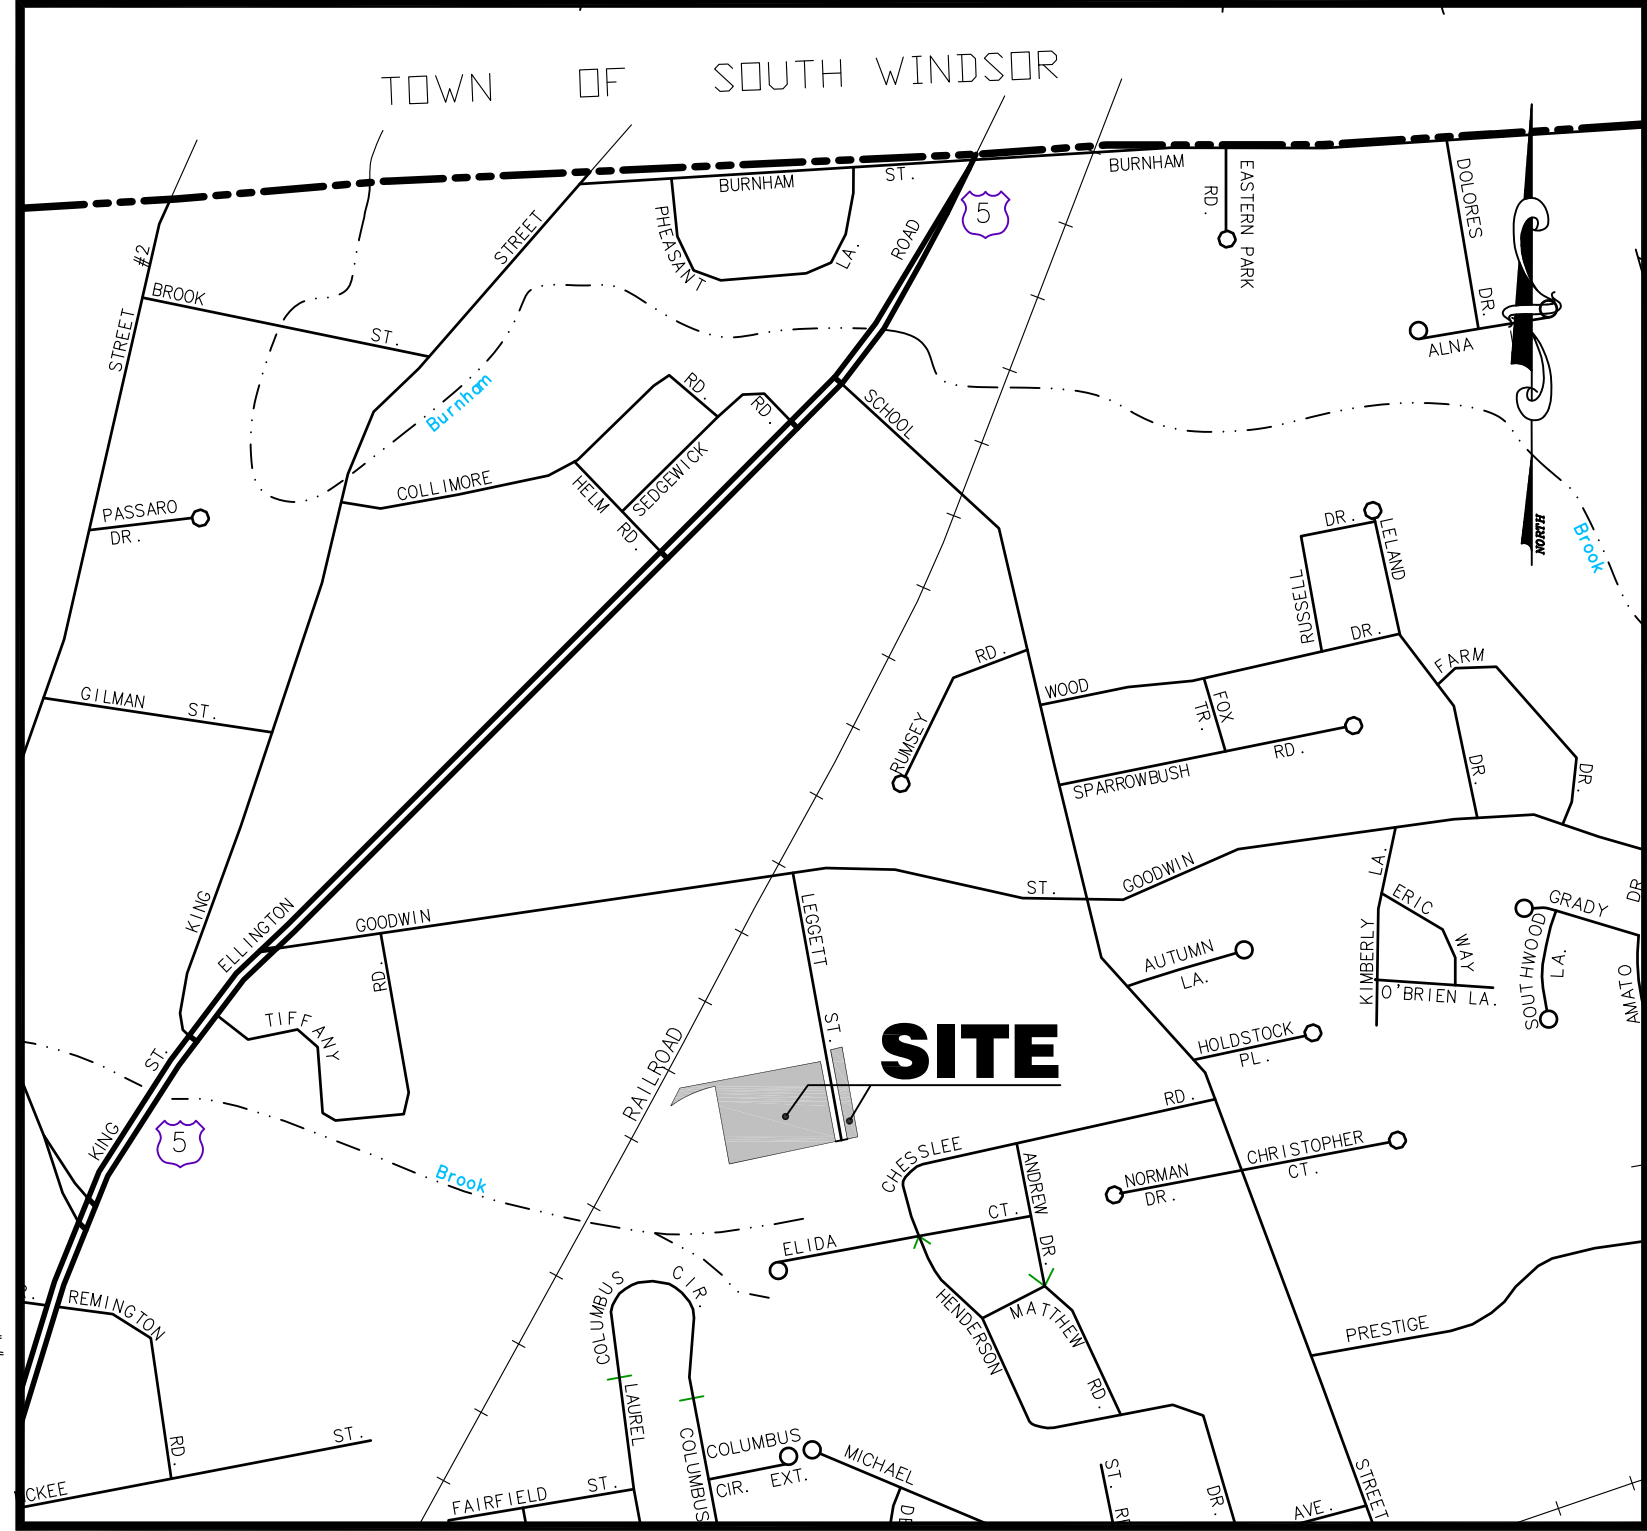 TOWN OF SOUTH WINDSOR
BURNHAM ST.
BURNHAM
EASTERN PARK
RD.
DOLORES
DR.
ALNA
PHEASANT
LA.
ROAD
5
STREET
#2
STREET
BROOK
ST.
Burnham
RD.
RD.
SCHOOL
COLLIMORE
HELM
RD.
SEDGEWICK
PASSARO
DR.
NORTH
Brook
DR.
LELAND
RUSSELL
DR.
FARM
DR.
DR.
RD.
RUMSEY
WOOD
FOX
TR.
SPARROWBUSH
RD.
GILMAN ST.
KING
ELLINGTON
GOODWIN
ST.
GOODWIN
LEGGETT
ST.
RD.
TIFFANY
AUTUMN
LA.
LA.
KIMBERLY
ERIC
WAY
O'BRIEN LA.
SOUTHWOOD
LA.
GRADY
DR
AMATO
HOLDSTOCK
PL.
RAILROAD
SITE
ST.
KING
5
Brook
CHESSLEE
RD.
ANDREW
DR.
NORMAN
DR.
CHRISTOPHER
CT.
ELIDA
CT.
HENDERSON
MATTHEW
RD.
PRESTIGE
REMINGTON
RD.
COLUMBUS
CIR.
LAUREL
COLUMBUS
COLUMBUS
CIR. EXT.
MICHAEL
FAIRFIELD ST.
CKEE
ST.
ST.
DR.
AVE.
STREET